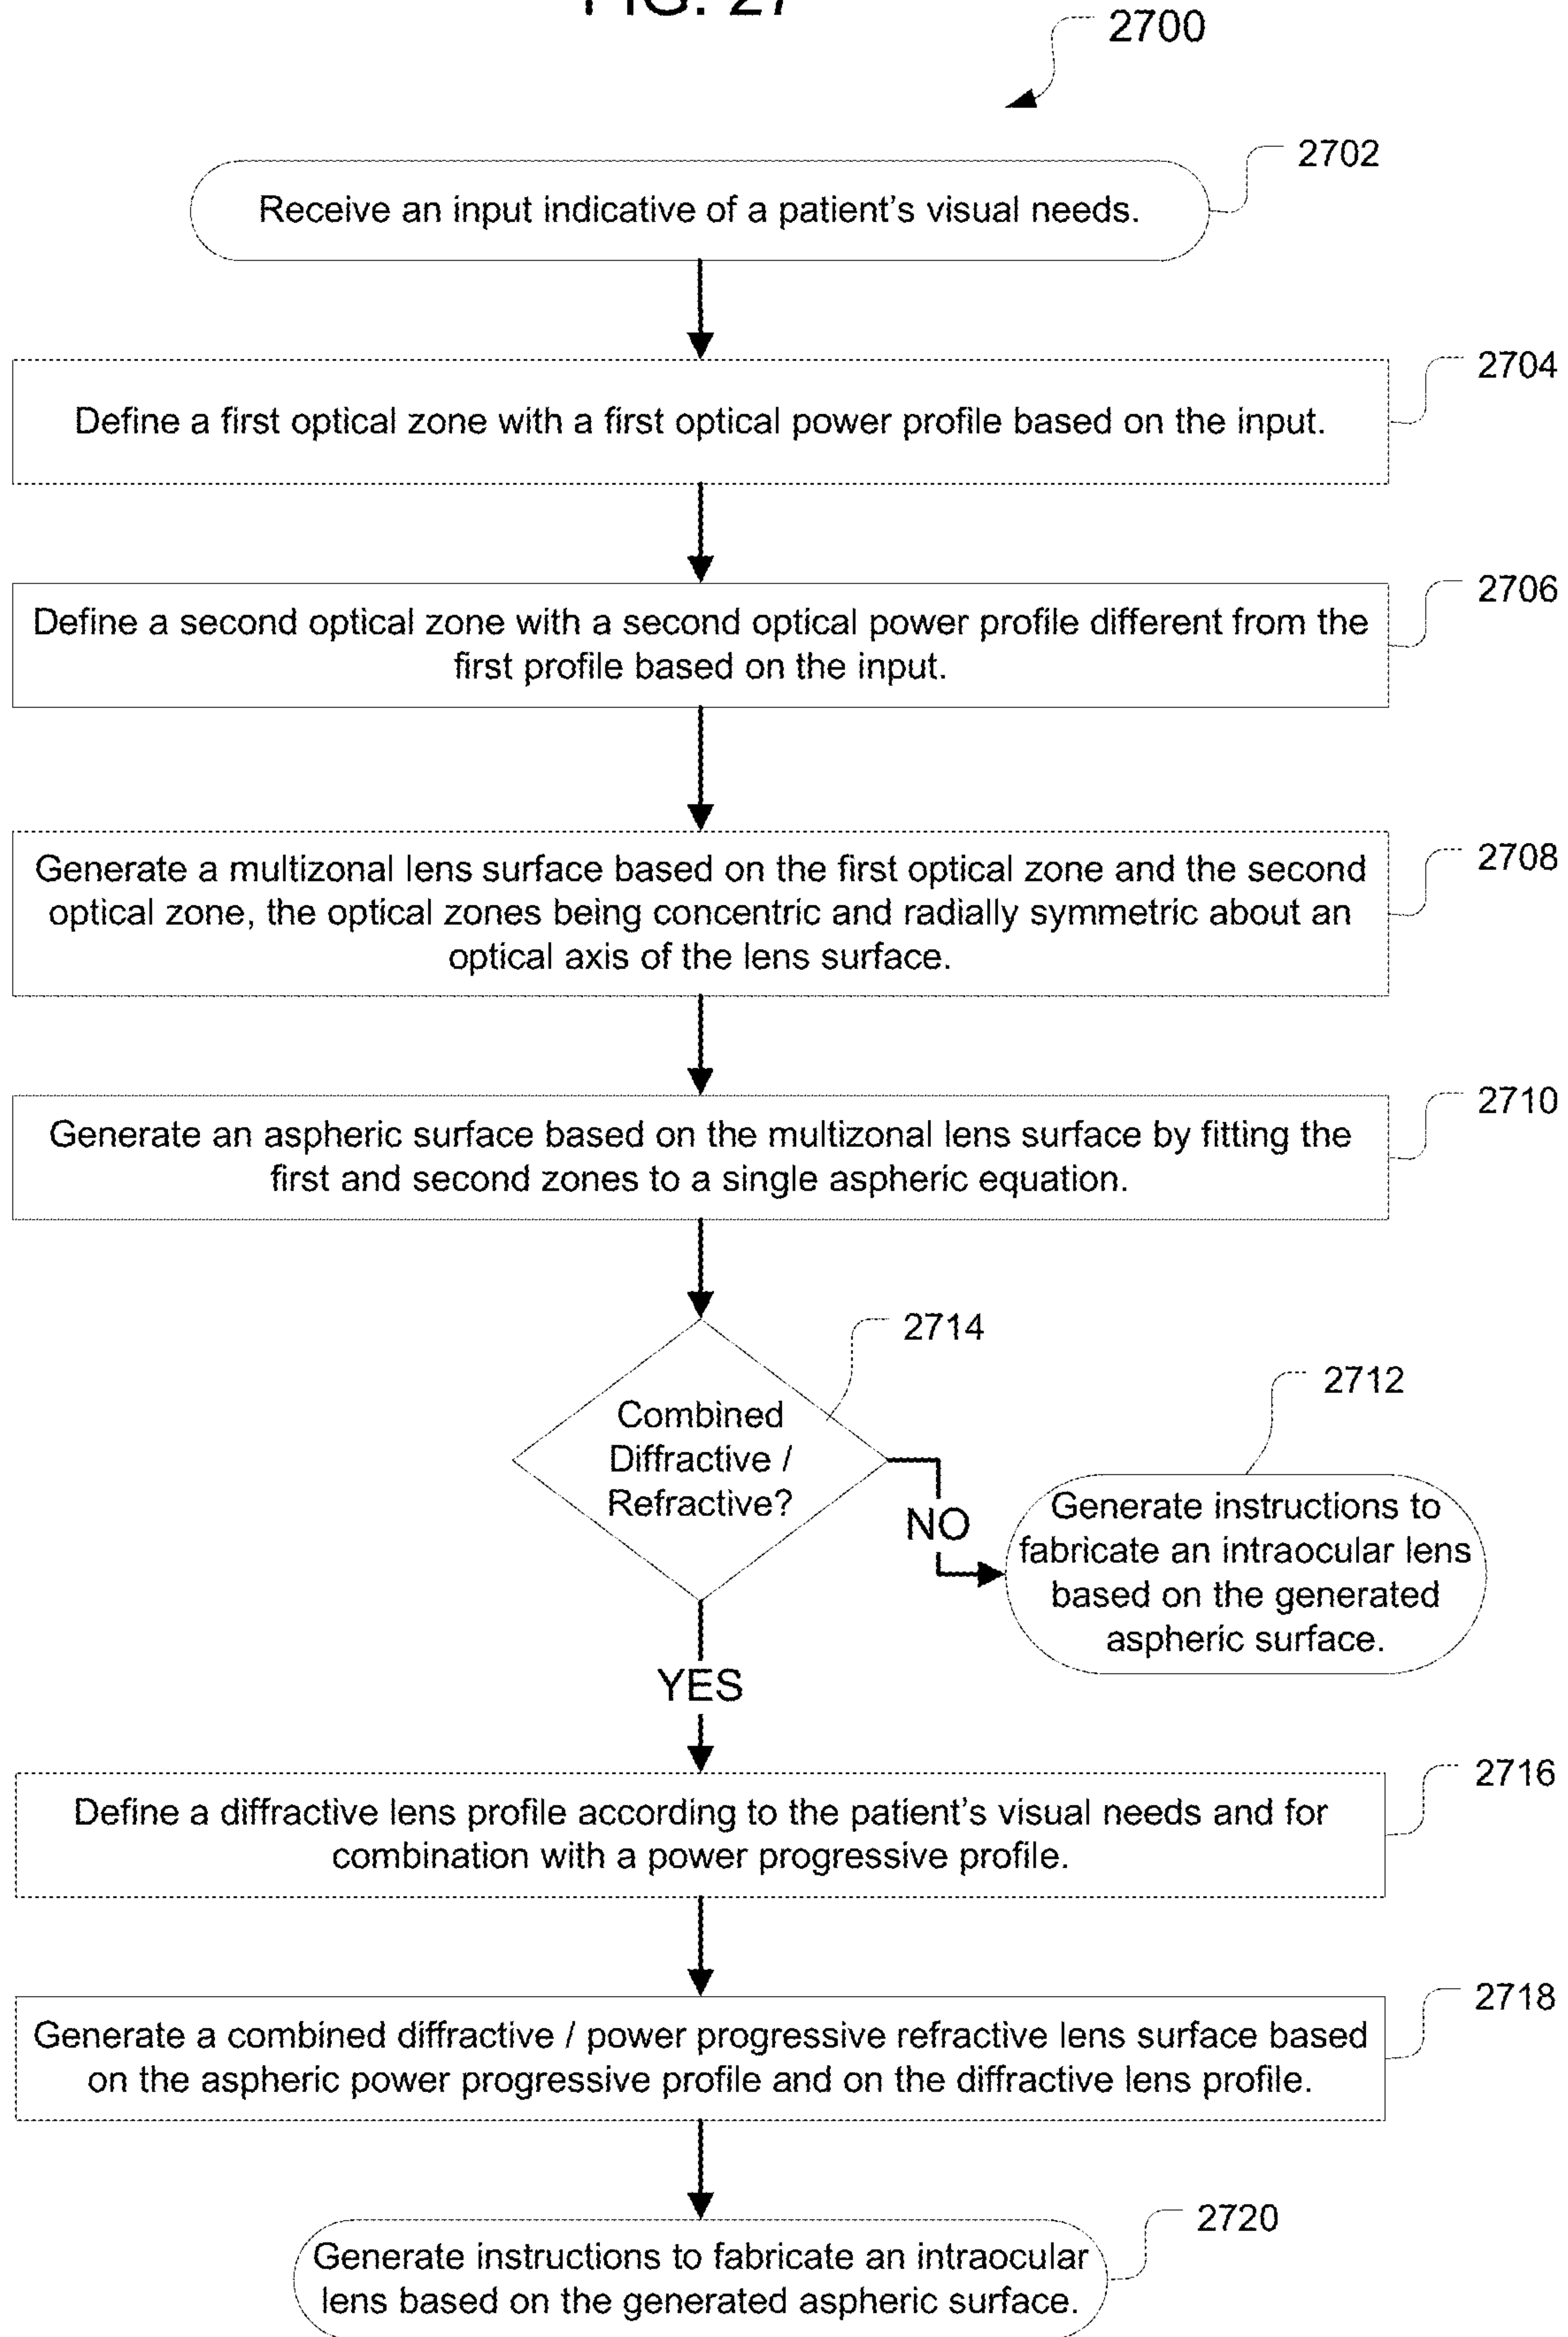 FIG. 27
2700
2702
Receive an input indicative of a patient's visual needs.
2704
Define a first optical zone with a first optical power profile based on the input.
2706
Define a second optical zone with a second optical power profile different from the
first profile based on the input.
2708
Generate a multizonal lens surface based on the first optical zone and the second
optical zone, the optical zones being concentric and radially symmetric about an
optical axis of the lens surface.
2710
Generate an aspheric surface based on the multizonal lens surface by fitting the
first and second zones to a single aspheric equation.
2714
Combined
Diffractive /
Refractive?
NO
2712
Generate instructions to
fabricate an intraocular lens
based on the generated
aspheric surface.
YES
2716
Define a diffractive lens profile according to the patient's visual needs and for
combination with a power progressive profile.
2718
Generate a combined diffractive / power progressive refractive lens surface based
on the aspheric power progressive profile and on the diffractive lens profile.
2720
Generate instructions to fabricate an intraocular
lens based on the generated aspheric surface.